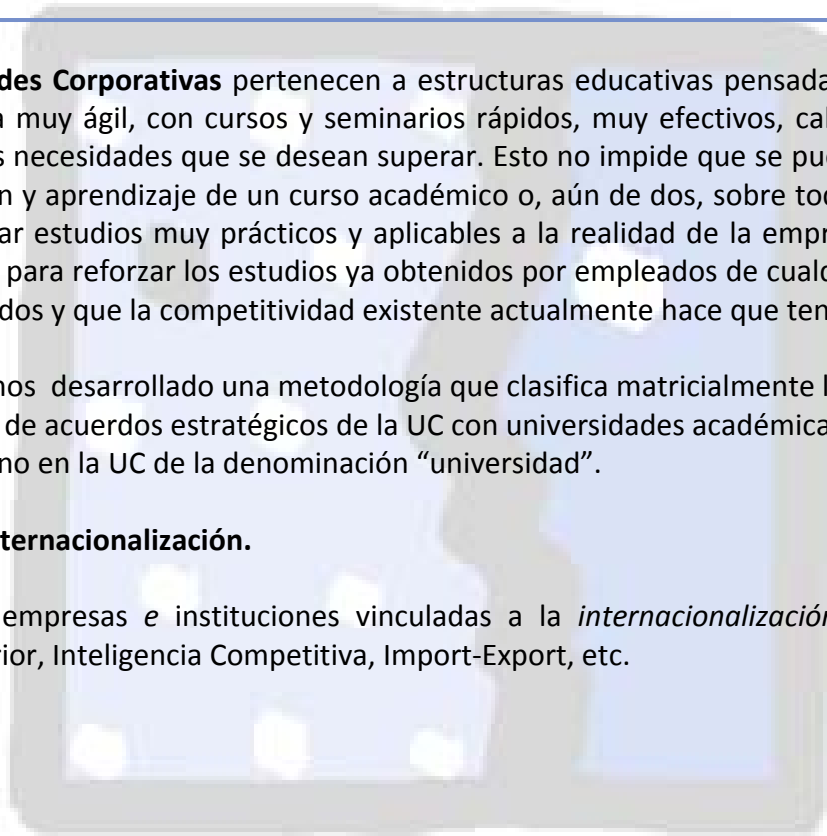 des Corporativas pertenecen a estructuras educativas pensada
a muy ágil, con cursos y seminarios rápidos, muy efectivos, cal
s necesidades que se desean superar. Esto no impide que se pu
n y aprendizaje de un curso académico o, aún de dos, sobre tod
ar estudios muy prácticos y aplicables a la realidad de la empr
para reforzar los estudios ya obtenidos por empleados de cualq
dos y que la competitividad existente actualmente hace que ten
nos desarrollado una metodología que clasifica matricialmente l
de acuerdos estratégicos de la UC con universidades académica
no en la UC de la denominación “universidad”.
nternacionalización.
empresas e instituciones vinculadas a la internacionalización
rior, Inteligencia Competitiva, Import-Export, etc.